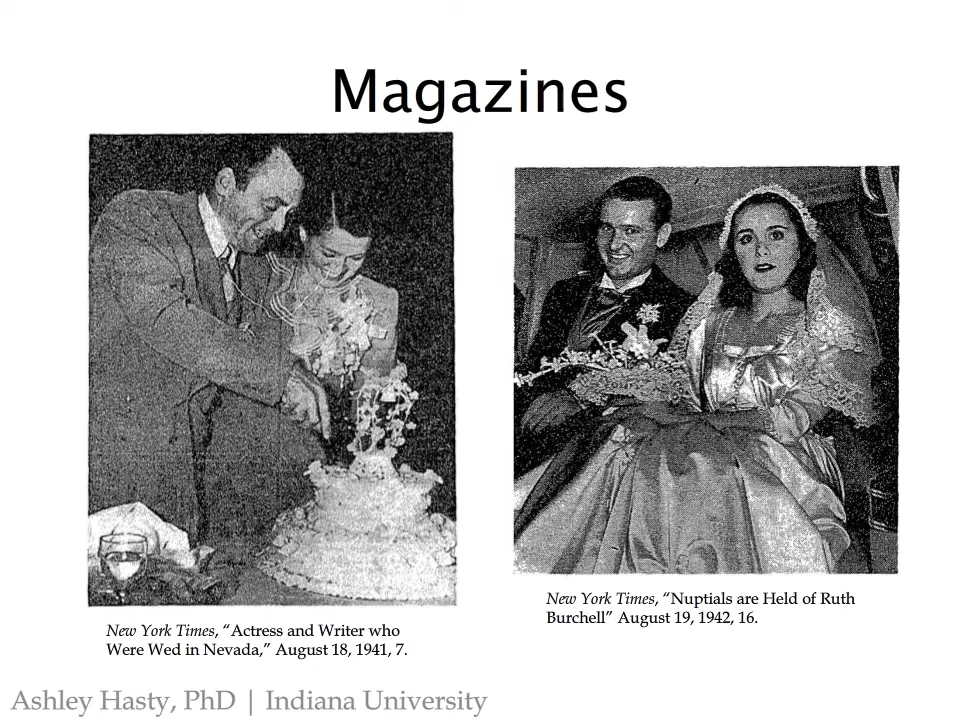 Magazines
New York Times, “Actress and Writer who
Were Wed in Nevada,” August 18, 1941, 7.
New York Times, “Nuptials are Held of Ruth
Burchell” August 19, 1942, 16.
Ashley Hasty, PhD | Indiana University